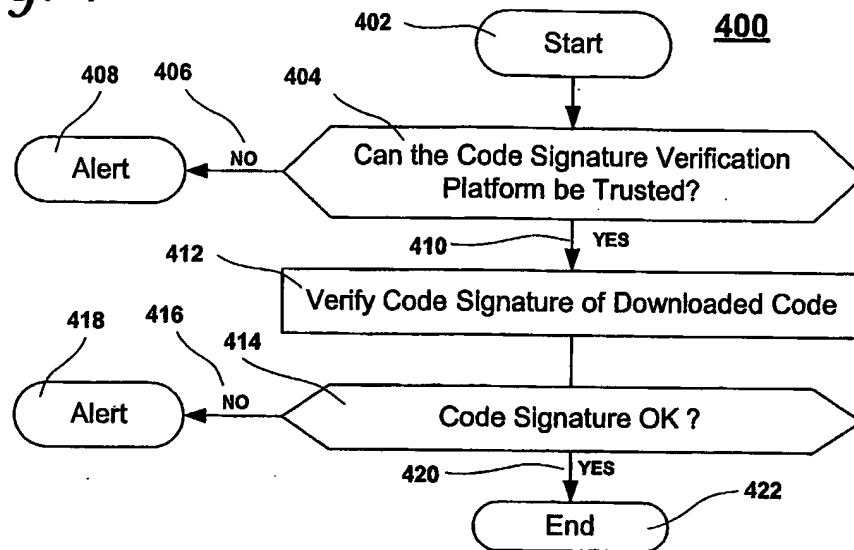 402
Start
400
406
404
408
NO
Alert
Can the Code Signature Verification
Platform be Trusted?
410
YES
412
Verify Code Signature of Downloaded Code
416
418
414
NO
Alert
Code Signature OK ?
420
YES
422
End